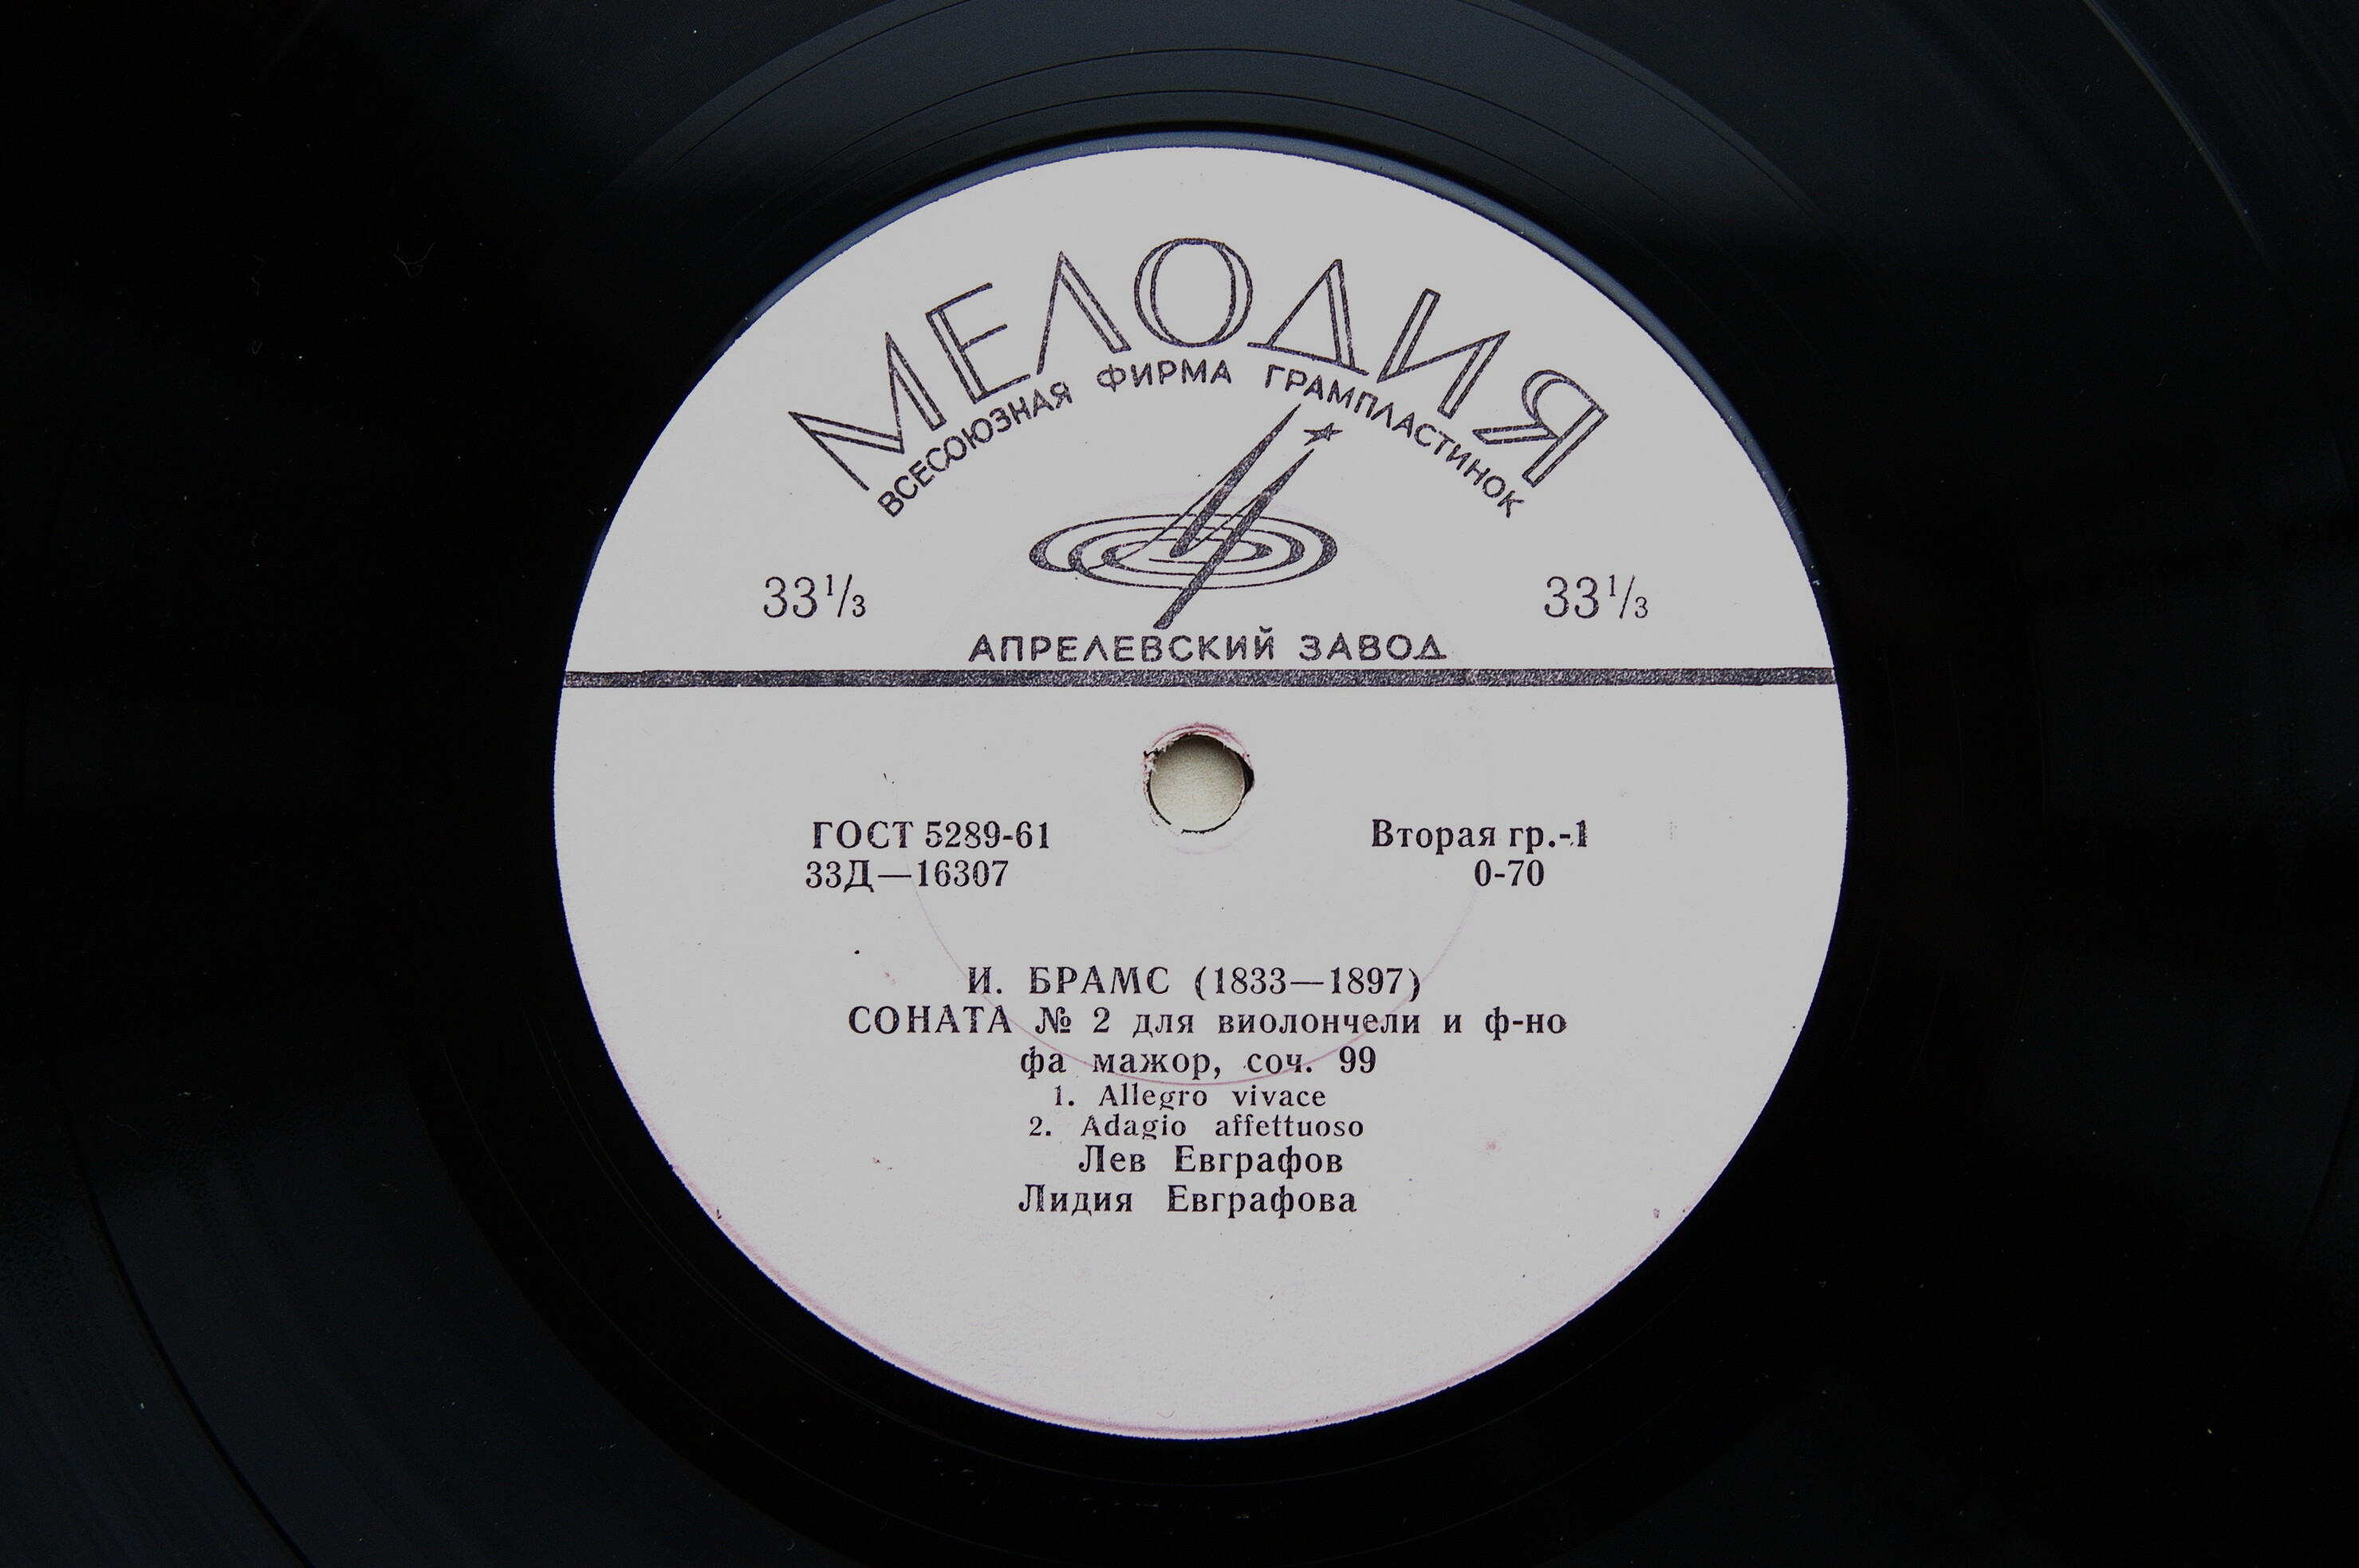 МЕЛОДИЯ
ВСЕСОЮЗНАЯ ФИРМА ГРАМПЛАСТИНОК
33⅓ 33⅓
АПРЕЛЕВСКИЙ ЗАВОД
ГОСТ 5289-61 Вторая гр.-1
33Д—16307 0-70
И. БРАМС (1833—1897)
СОНАТА № 2 для виолончели и ф-но
фа мажор, соч. 99
1. Allegro vivace
2. Adagio affettuoso
Лев Евграфов
Лидия Евграфова